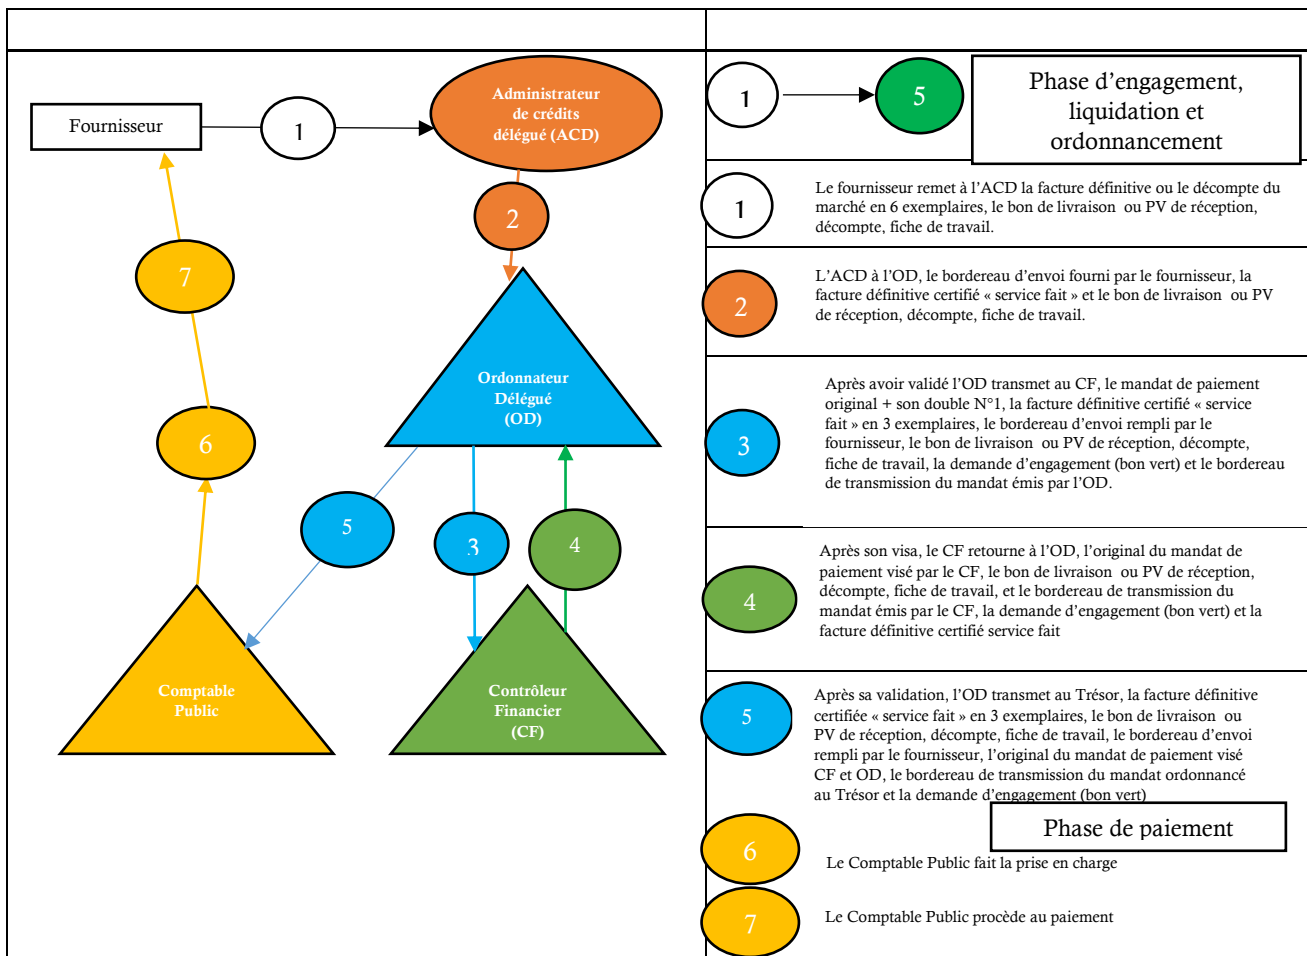 Fournisseur
1
Administrateur
de crédits
délégué (ACD)
2
7
Ordonnateur
Délégué
(OD)
6
5
3
4
Comptable
Public
Contrôleur
Financier
(CF)
1
5
Phase d’engagement,
liquidation et
ordonnancement
1
Le fournisseur remet à l’ACD la facture définitive ou le décompte du
marché en 6 exemplaires, le bon de livraison ou PV de réception,
décompte, fiche de travail.
2
L’ACD à l’OD, le bordereau d’envoi fourni par le fournisseur, la
facture définitive certifié « service fait » et le bon de livraison ou PV
de réception, décompte, fiche de travail.
3
Après avoir validé l’OD transmet au CF, le mandat de paiement
original + son double N°1, la facture définitive certifié « service
fait » en 3 exemplaires, le bordereau d’envoi rempli par le
fournisseur, le bon de livraison ou PV de réception, décompte,
fiche de travail, la demande d’engagement (bon vert) et le bordereau
de transmission du mandat émis par l’OD.
4
Après son visa, le CF retourne à l’OD, l’original du mandat de
paiement visé par le CF, le bon de livraison ou PV de réception,
décompte, fiche de travail, et le bordereau de transmission du
mandat émis par le CF, la demande d’engagement (bon vert) et la
facture définitive certifié service fait
5
Après sa validation, l’OD transmet au Trésor, la facture définitive
certifiée « service fait » en 3 exemplaires, le bon de livraison ou
PV de réception, décompte, fiche de travail, le bordereau d’envoi
rempli par le fournisseur, l’original du mandat de paiement visé
CF et OD, le bordereau de transmission du mandat ordonnancé
au Trésor et la demande d’engagement (bon vert)
Phase de paiement
6
Le Comptable Public fait la prise en charge
7
Le Comptable Public procède au paiement